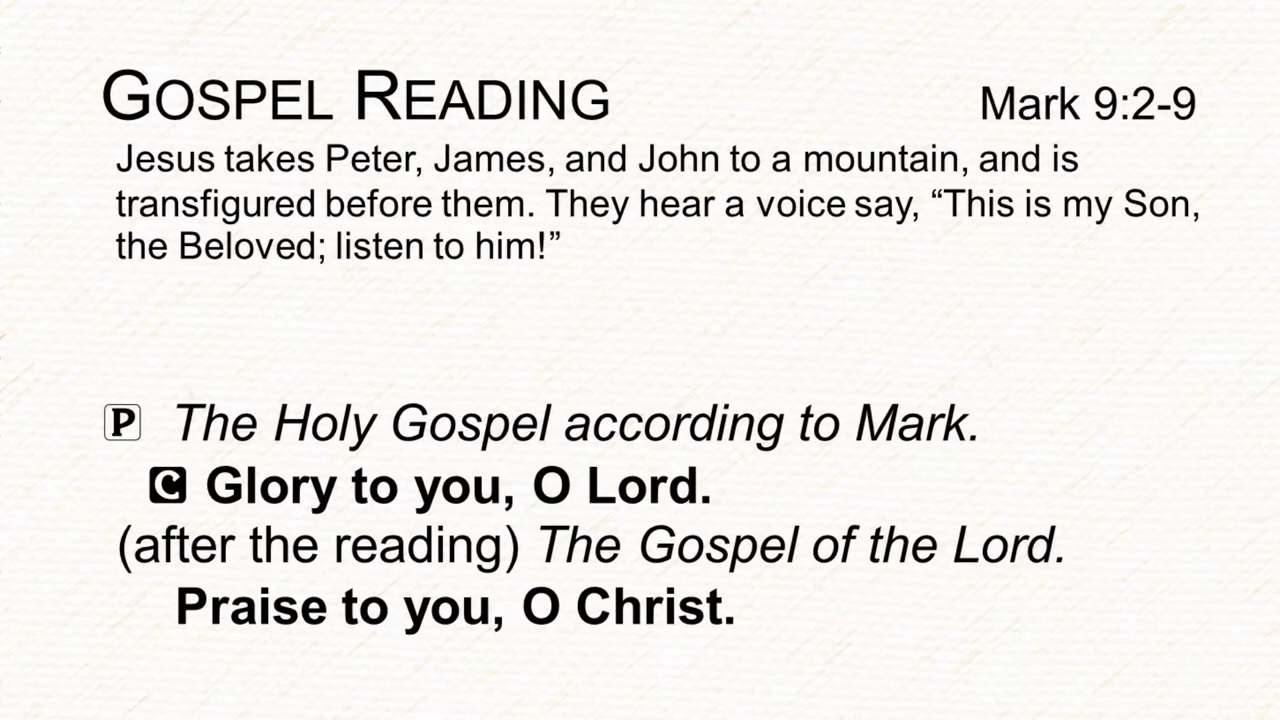 GOSPEL READING Mark 9:2-9
Jesus takes Peter, James, and John to a mountain, and is
transfigured before them. They hear a voice say, “This is my Son,
the Beloved; listen to him!”
P The Holy Gospel according to Mark.
C Glory to you, O Lord.
(after the reading) The Gospel of the Lord.
Praise to you, O Christ.